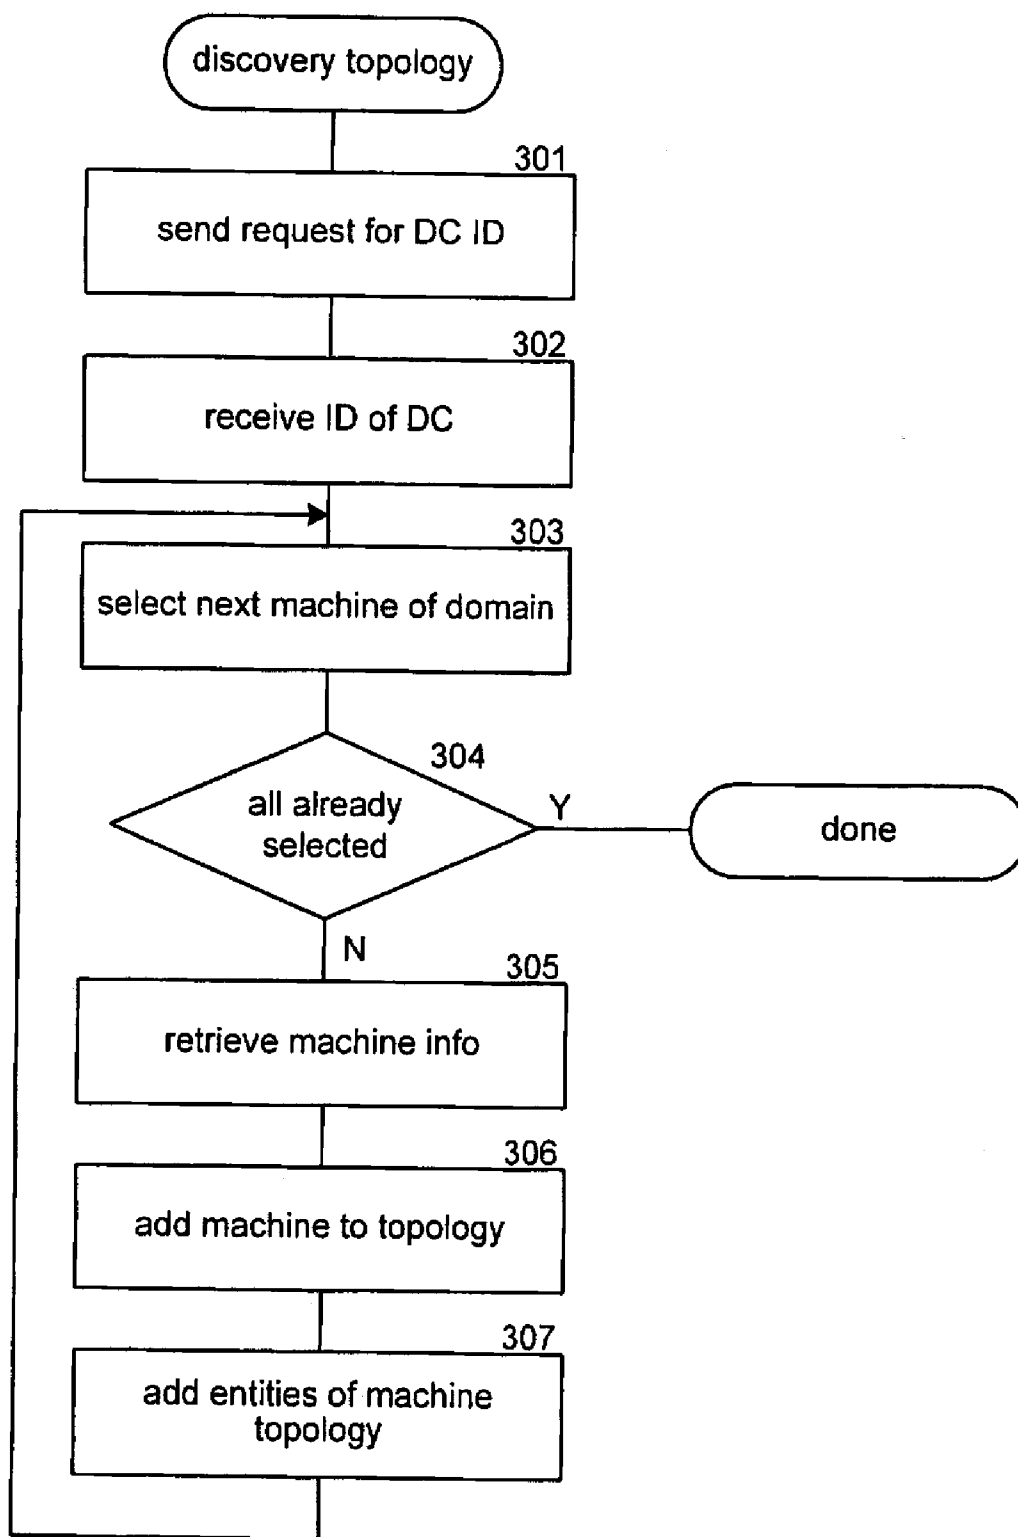 discovery topology
301
send request for DC ID
302
receive ID of DC
303
select next machine of domain
304
all already
selected
Y
done
N
305
retrieve machine info
306
add machine to topology
307
add entities of machine
topology